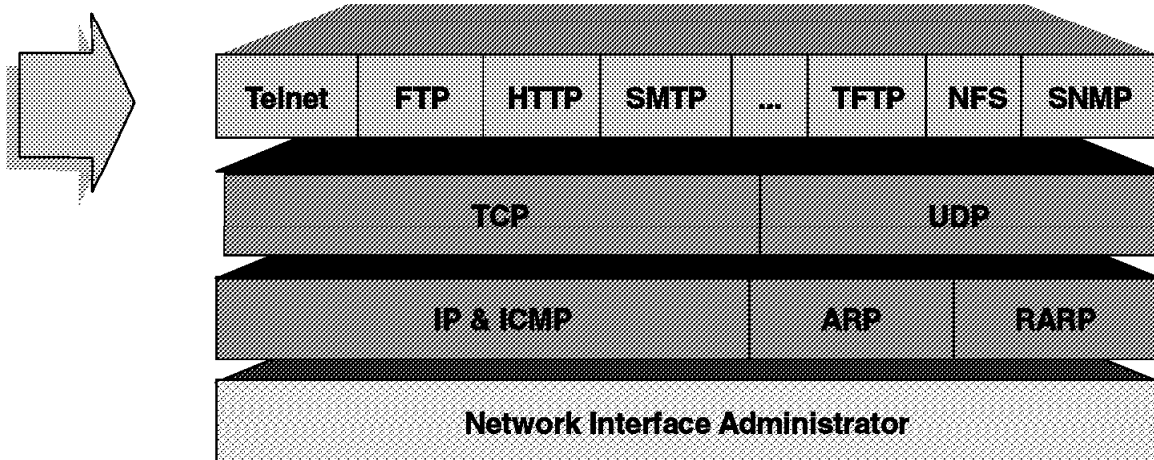 Telnet FTP HTTP SMTP ... TFTP NFS SNMP
TCP UDP
IP & ICMP ARP RARP
Network Interface Administrator